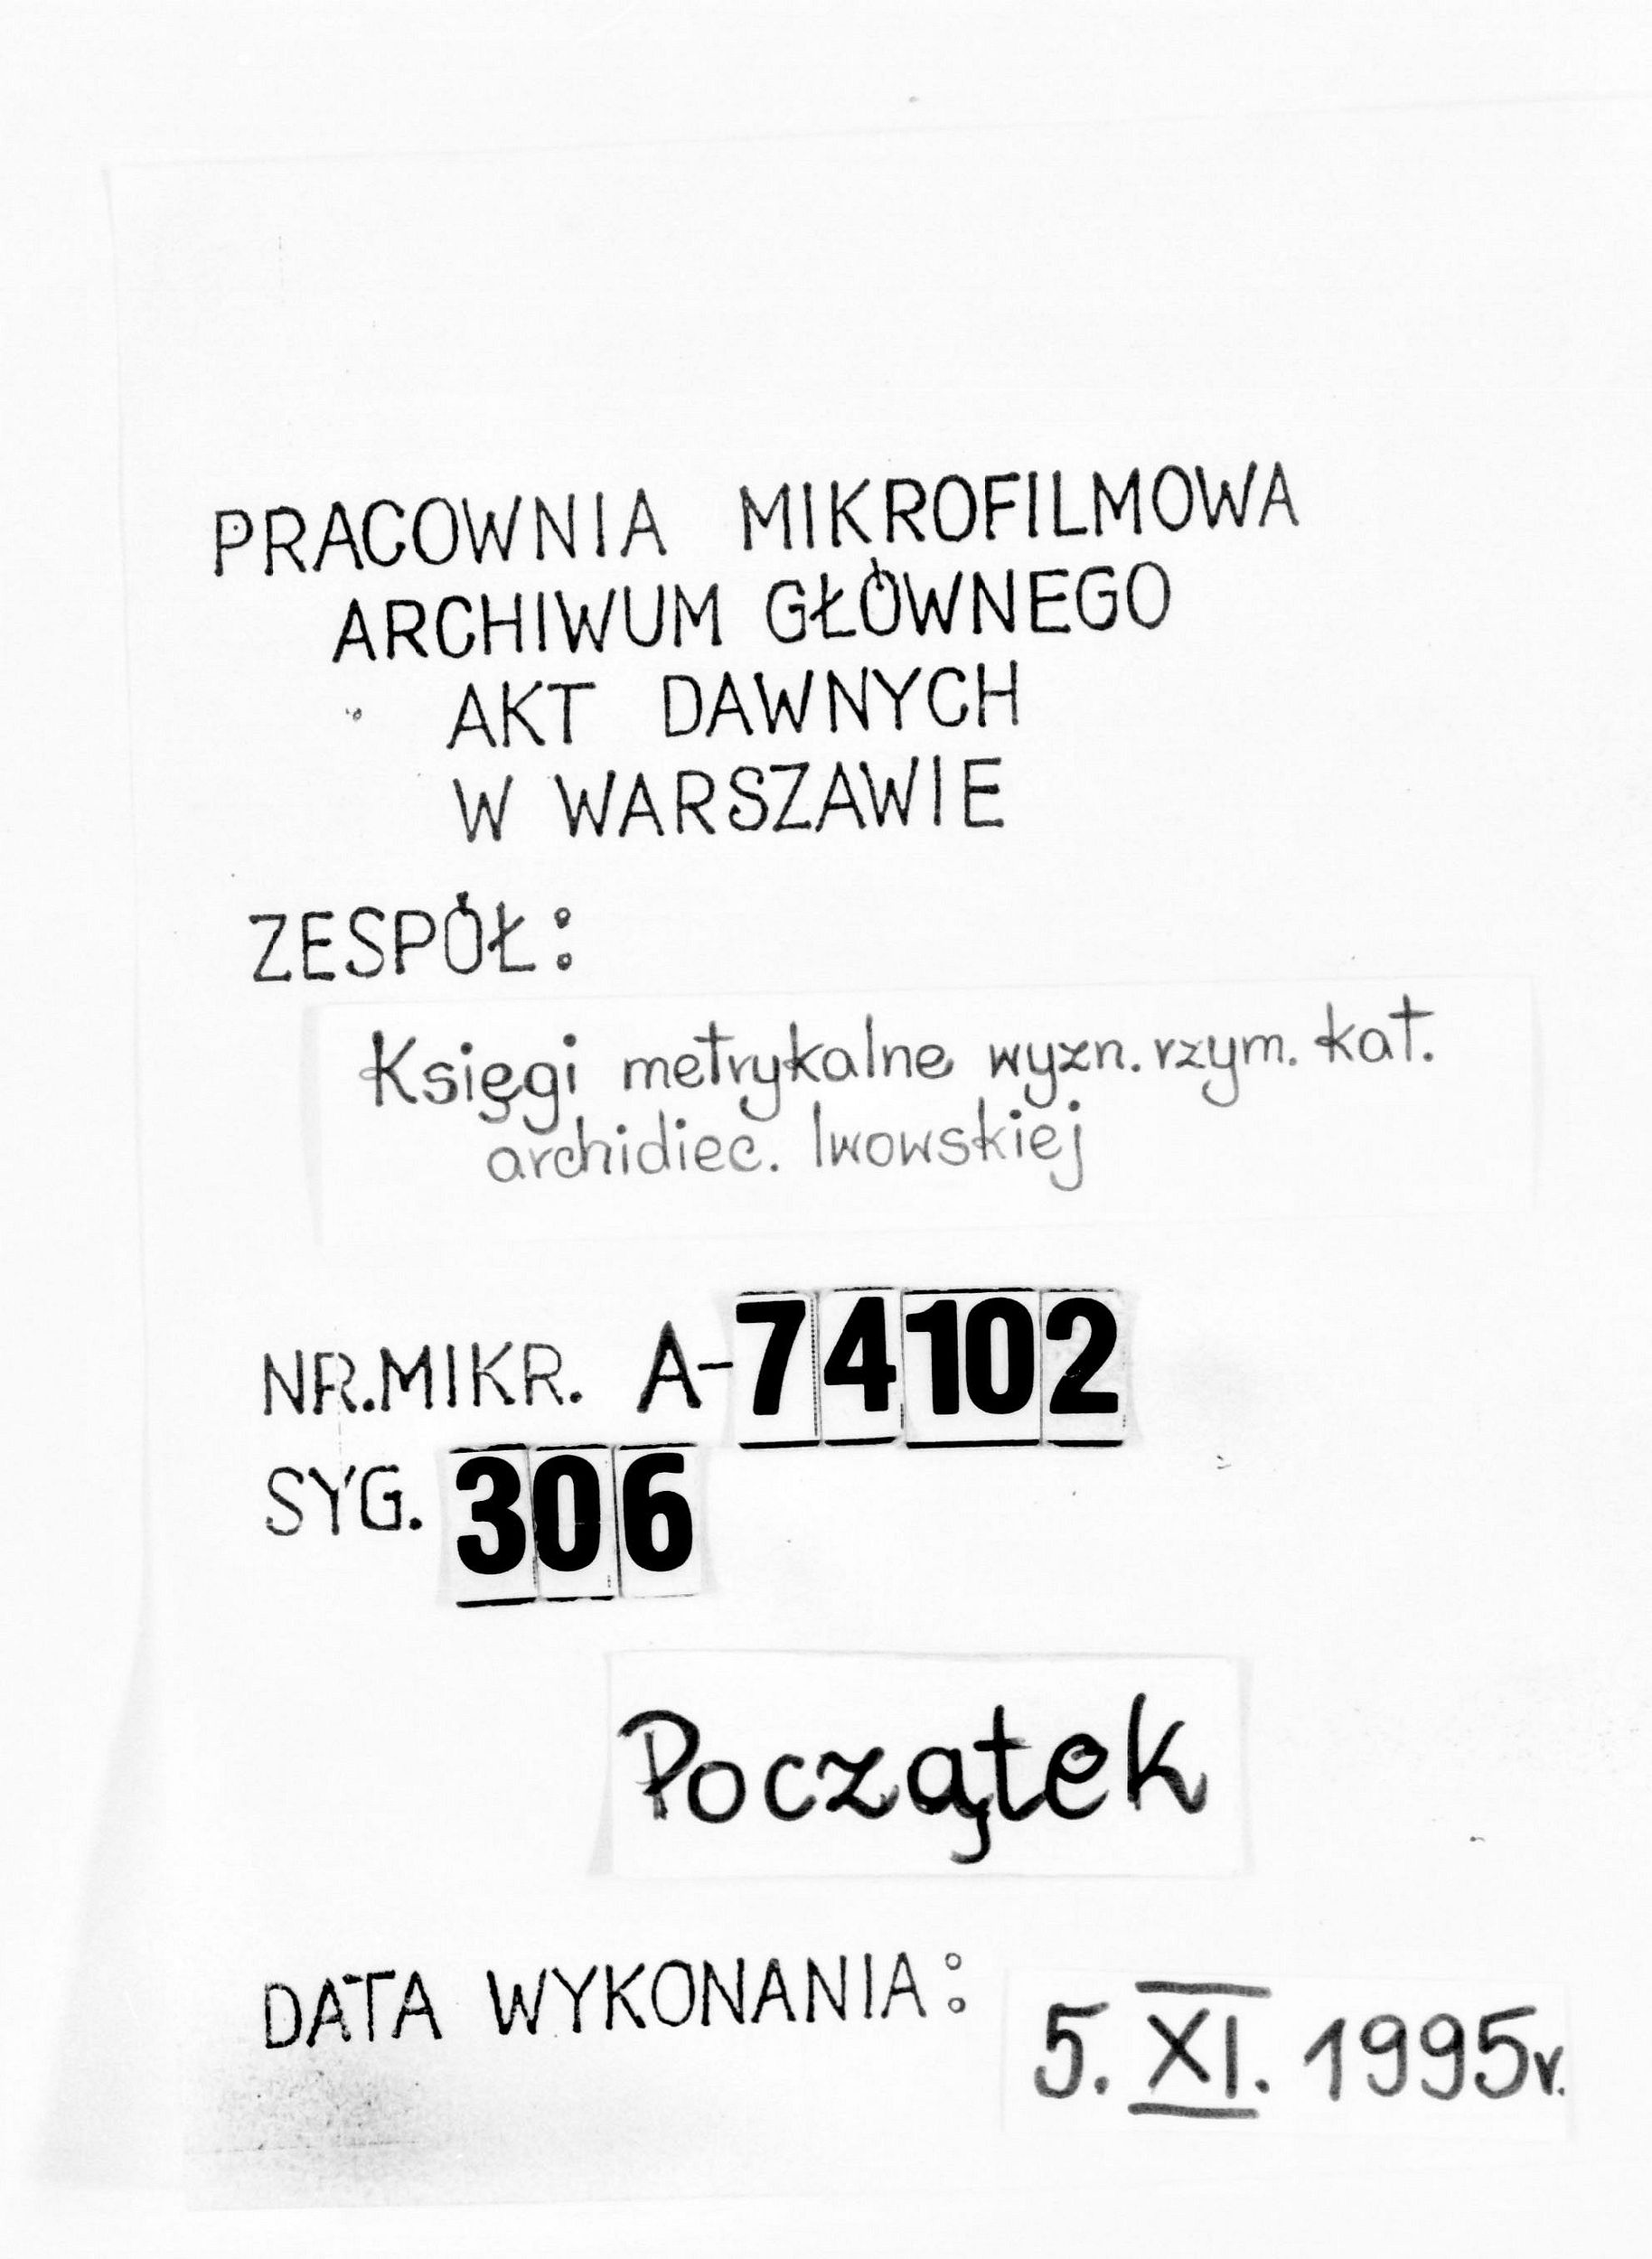 PRACOWNIA MIKROFILMOWA
ARCHIWUM GŁÓWNEGO
AKT DAWNYCH
W WARSZAWIE
ZESPÓŁ:
Księgi metrykalne wyzn. rzym. kat.
archidiec. lwowskiej
NR.MIKR. A-74102
SYG. 306
Początek
DATA WYKONANIA: 5. XI. 1995r.